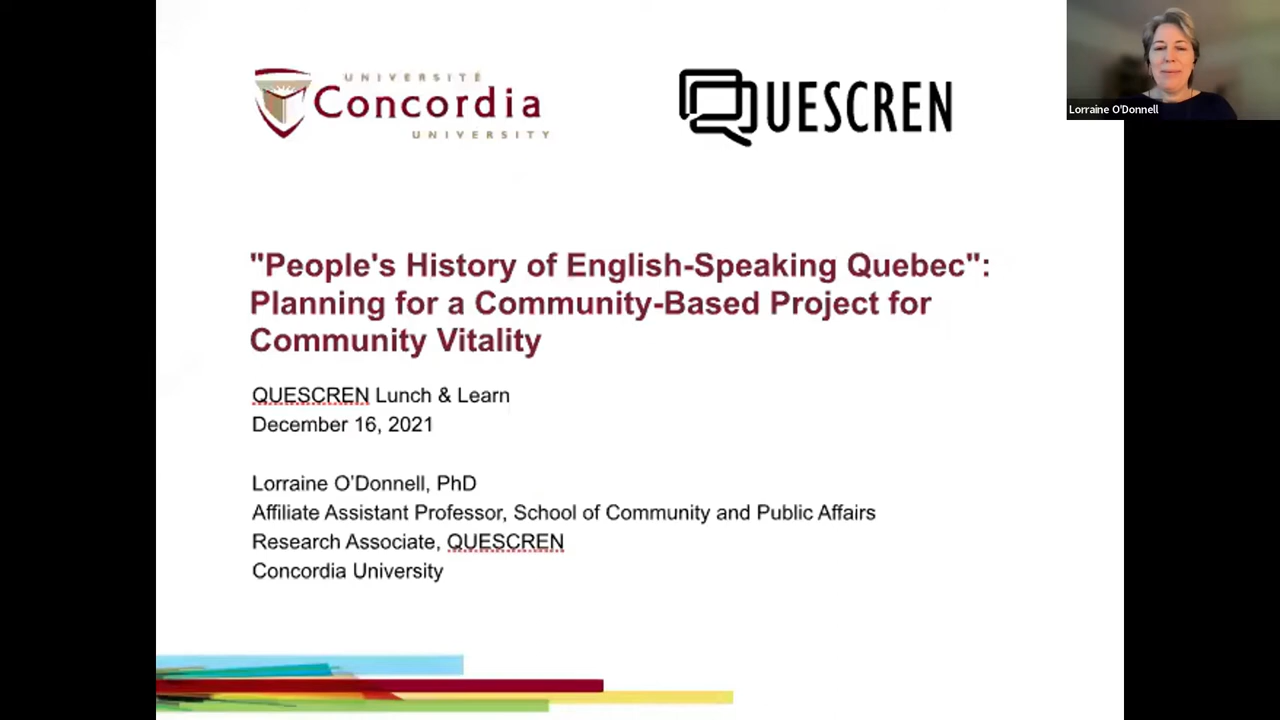 UNIVERSITÉ
Concordia
UNIVERSITY
QUESCREN
Lorraine O'Donnell
"People's History of English-Speaking Quebec":
Planning for a Community-Based Project for
Community Vitality
QUESCREN Lunch & Learn
December 16, 2021
Lorraine O'Donnell, PhD
Affiliate Assistant Professor, School of Community and Public Affairs
Research Associate, QUESCREN
Concordia University